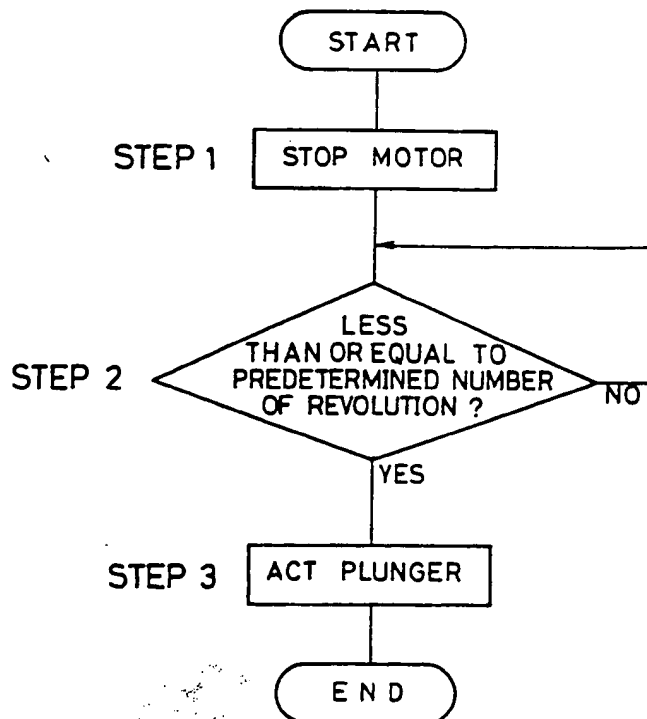 START
STEP 1
STOP MOTOR
STEP 2
LESS
THAN OR EQUAL TO
PREDETERMINED NUMBER
OF REVOLUTION ?
NO
YES
STEP 3
ACT PLUNGER
END